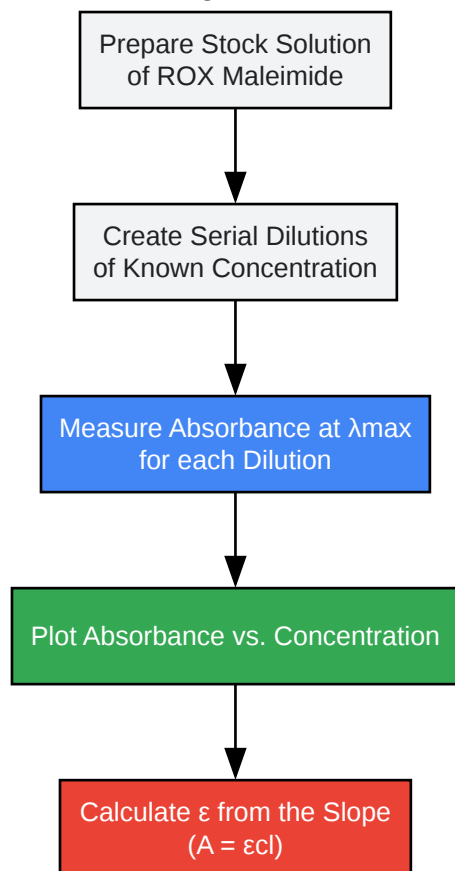 Prepare Stock Solution
of ROX Maleimide
Create Serial Dilutions
of Known Concentration
Measure Absorbance at λmax
for each Dilution
Plot Absorbance vs. Concentration
Calculate ε from the Slope
(A = εcl)